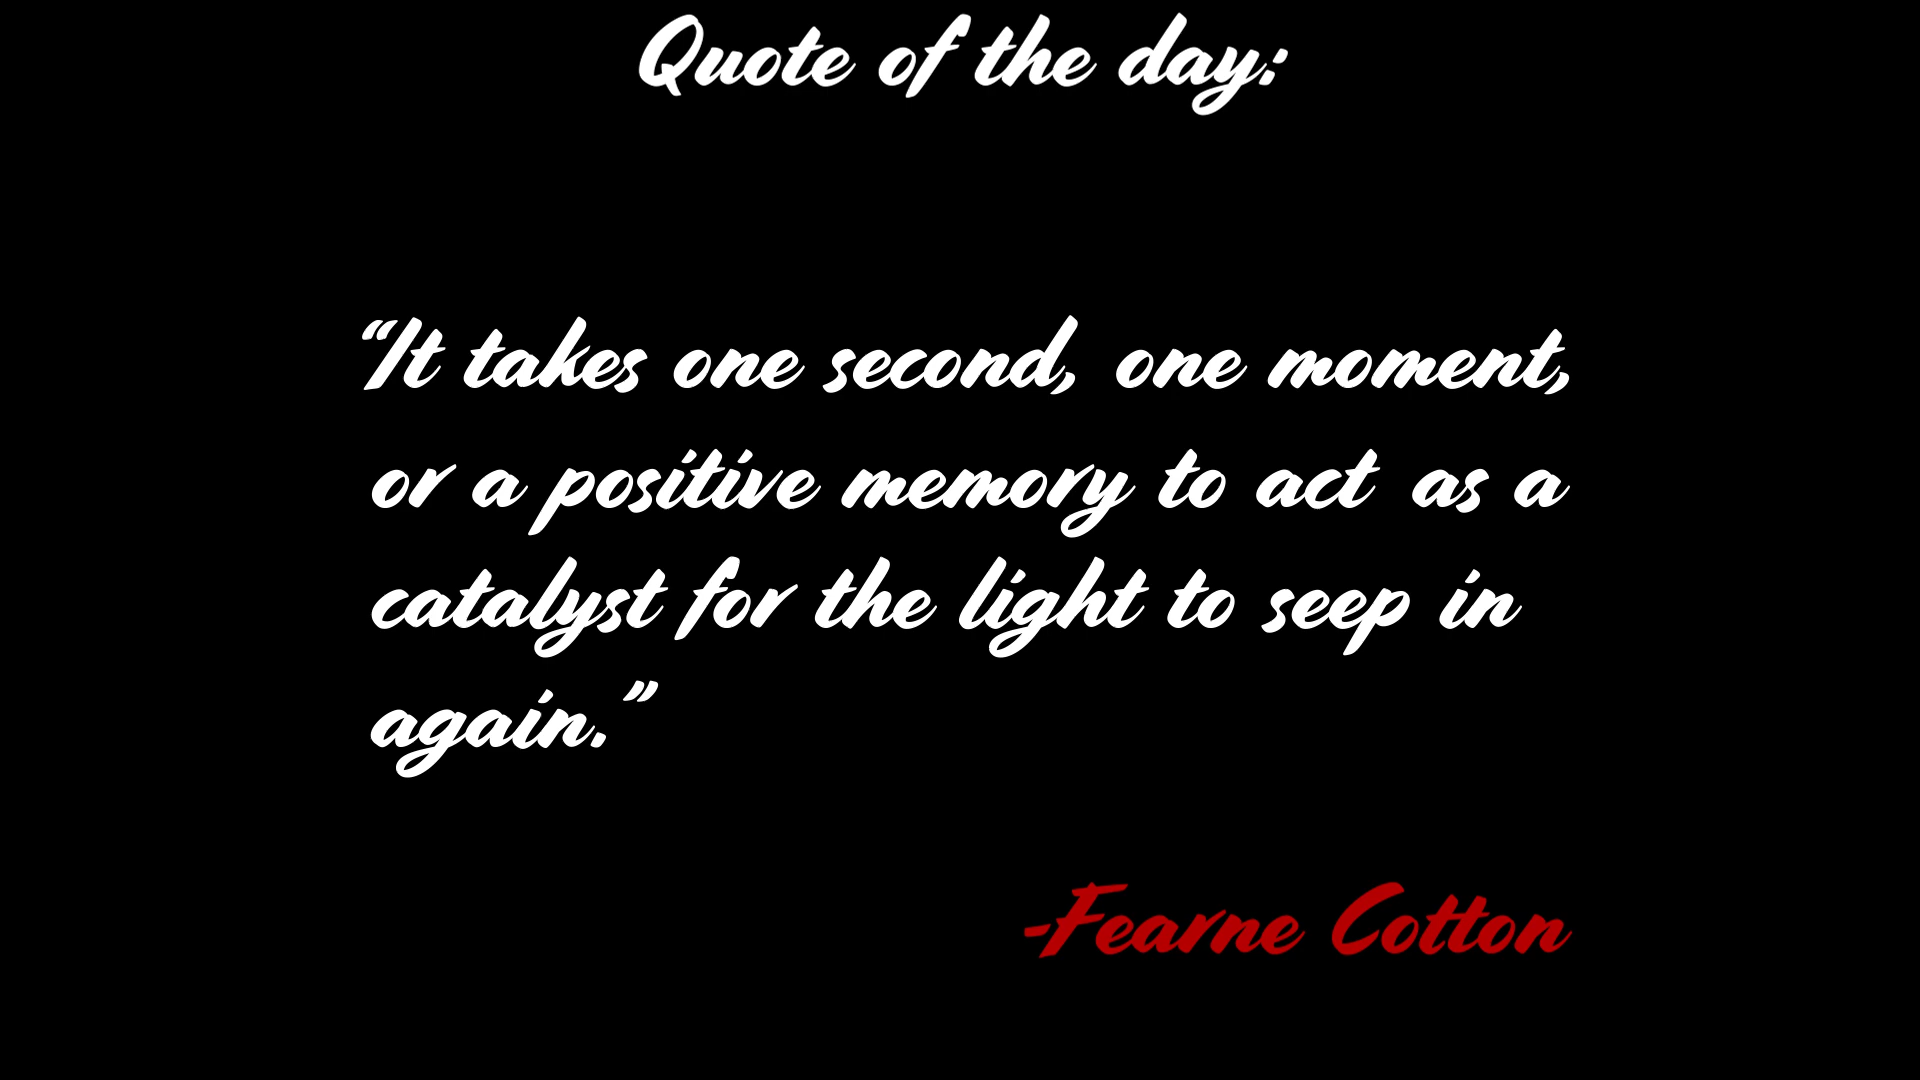 Quote of the day:
“It takes one second, one moment,
or a positive memory to act as a
catalyst for the light to seep in
again.”
-Fearne Cotton